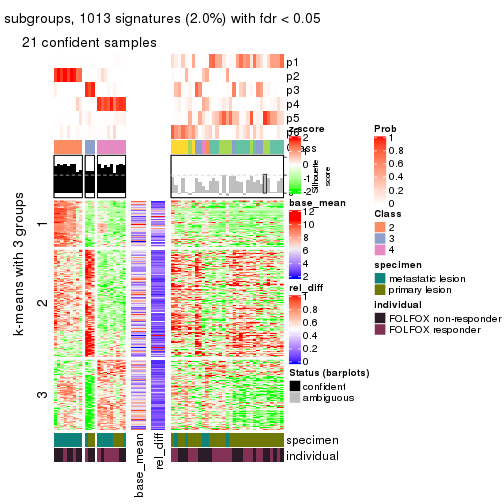 subgroups, 1013 signatures (2.0%) with fdr < 0.05
21 confident samples
p1
p2
p3
p4
p5
p6
Class
Silhouette
score
k-means with 3 groups
1
2
3
base_mean
rel_diff
specimen
individual
z-score
2
1
0
-1
-2
base_mean
12
10
8
6
4
2
rel_diff
1
0.8
0.6
0.4
0.2
0
Status (barplots)
confident
ambiguous
Prob
1
0.8
0.6
0.4
0.2
0
Class
2
3
4
specimen
metastatic lesion
primary lesion
individual
FOLFOX non-responder
FOLFOX responder